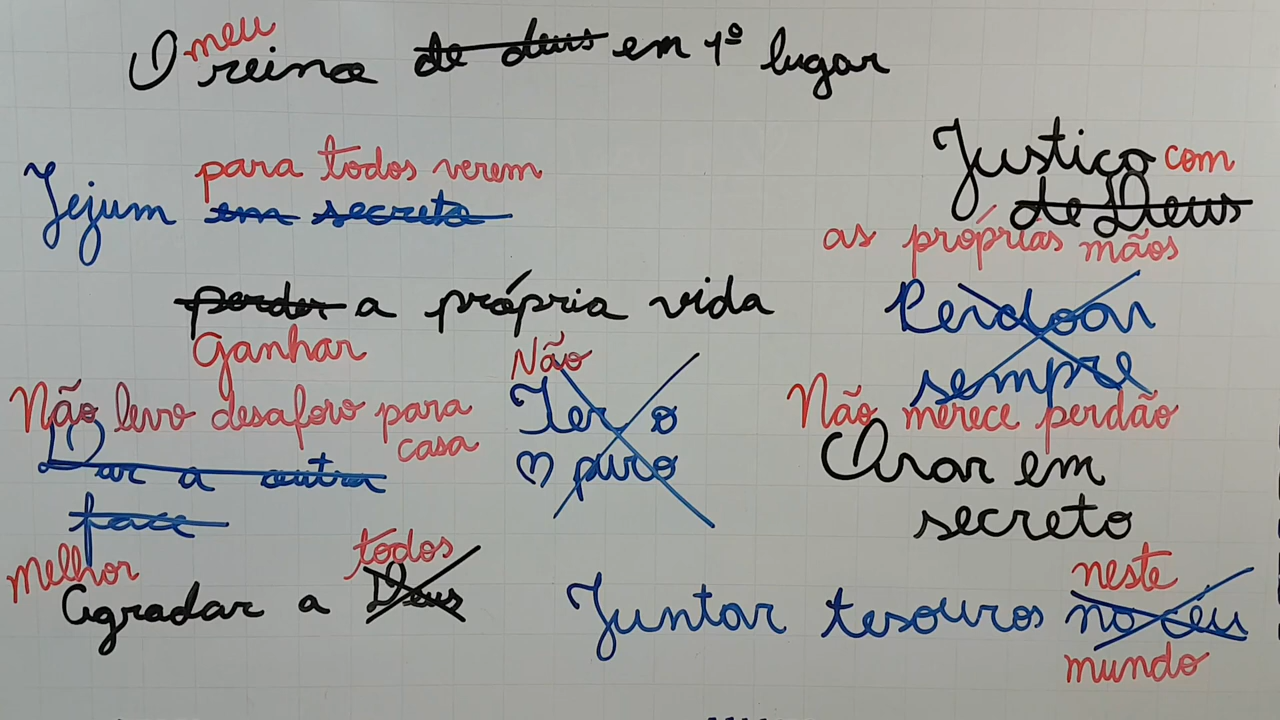 meu
O reino de deus em 1º lugar
para todos verem
Jejum em secreto
Justiça com
de Deus
as próprias mãos
perder a própria vida
Ganhar
Perdoar
sempre
Não merece perdão
Não
Ter o
♡ puro
Não levo desaforo para
casa
Dar a outra
face
Orar em
secreto
Melhor
todos
Agradar a Deus
neste
Juntar tesouros no céu
mundo